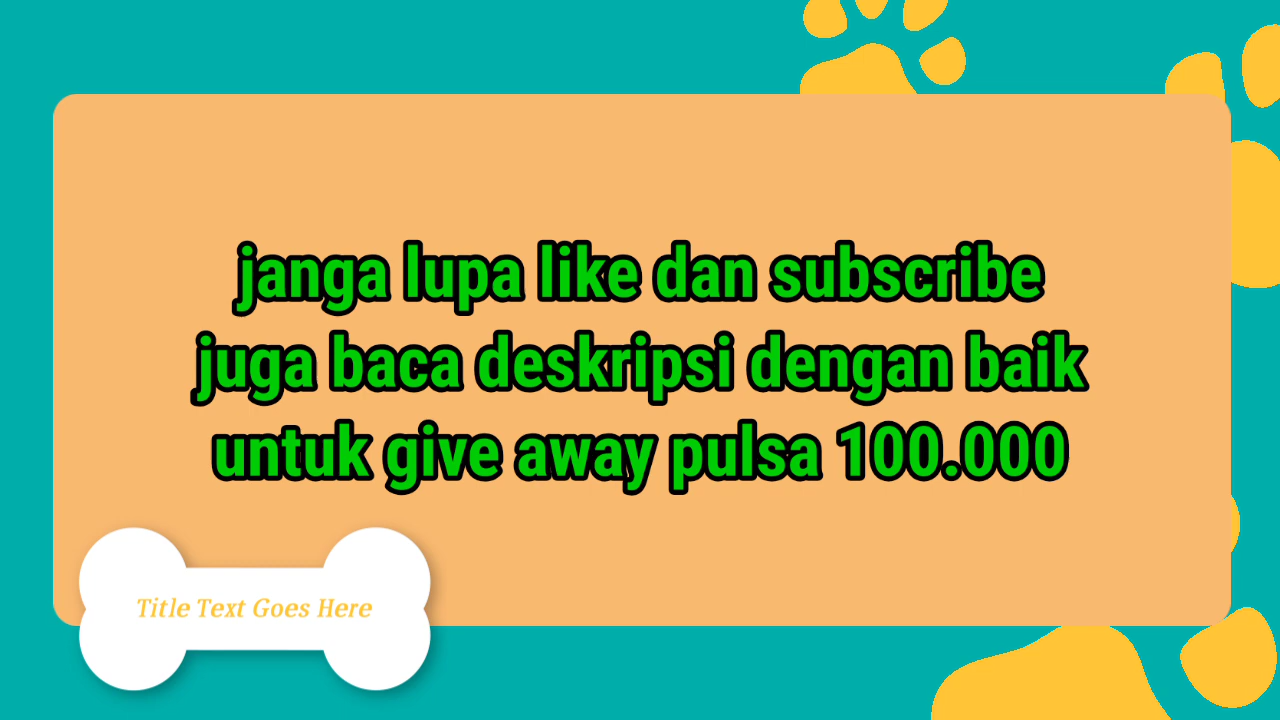 janga lupa like dan subscribe
juga baca deskripsi dengan baik
untuk give away pulsa 100.000
Title Text Goes Here